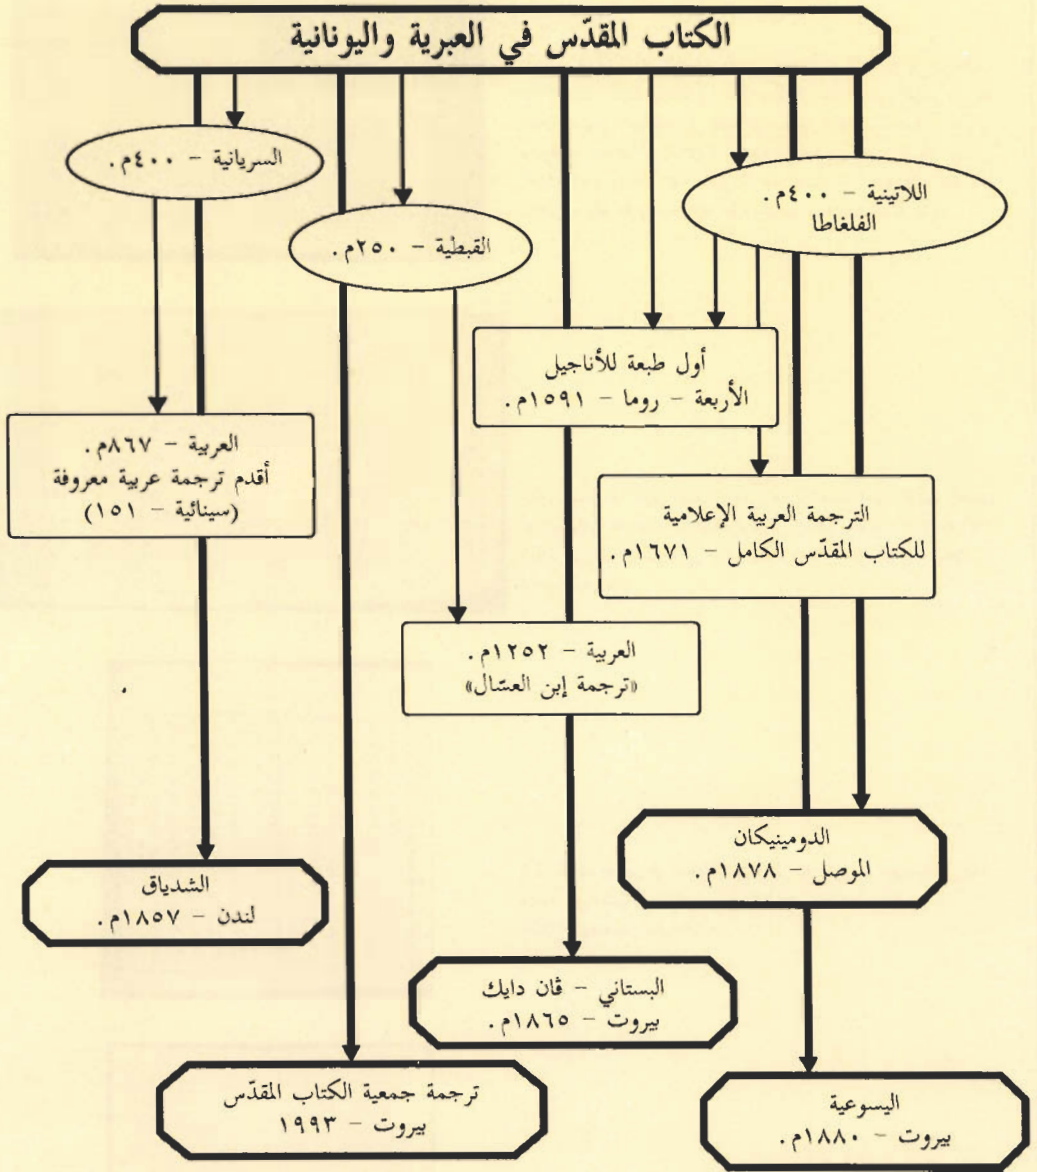 الكتاب المقدّس في العبرية واليونانية
السريانية – ٤٠٠م.
اللاتينية – ٤٠٠م.
الفلغاطا
القبطية – ٢٥٠م.
أول طبعة للأناجيل
الأربعة – روما – ١٥٩١م.
العربية – ٨٦٧م.
أقدم ترجمة عربية معروفة
(سينائية – ١٥١)
الترجمة العربية الإعلامية
للكتاب المقدّس الكامل – ١٦٧١م.
العربية – ١٢٥٢م.
«ترجمة إبن العسّال»
الدومينيكان
الموصل – ١٨٧٨م.
الشدياق
لندن – ١٨٥٧م.
البستاني – ڤان دايك
بيروت – ١٨٦٥م.
ترجمة جمعية الكتاب المقدّس
بيروت – ١٩٩٣
اليسوعية
بيروت – ١٨٨٠م.